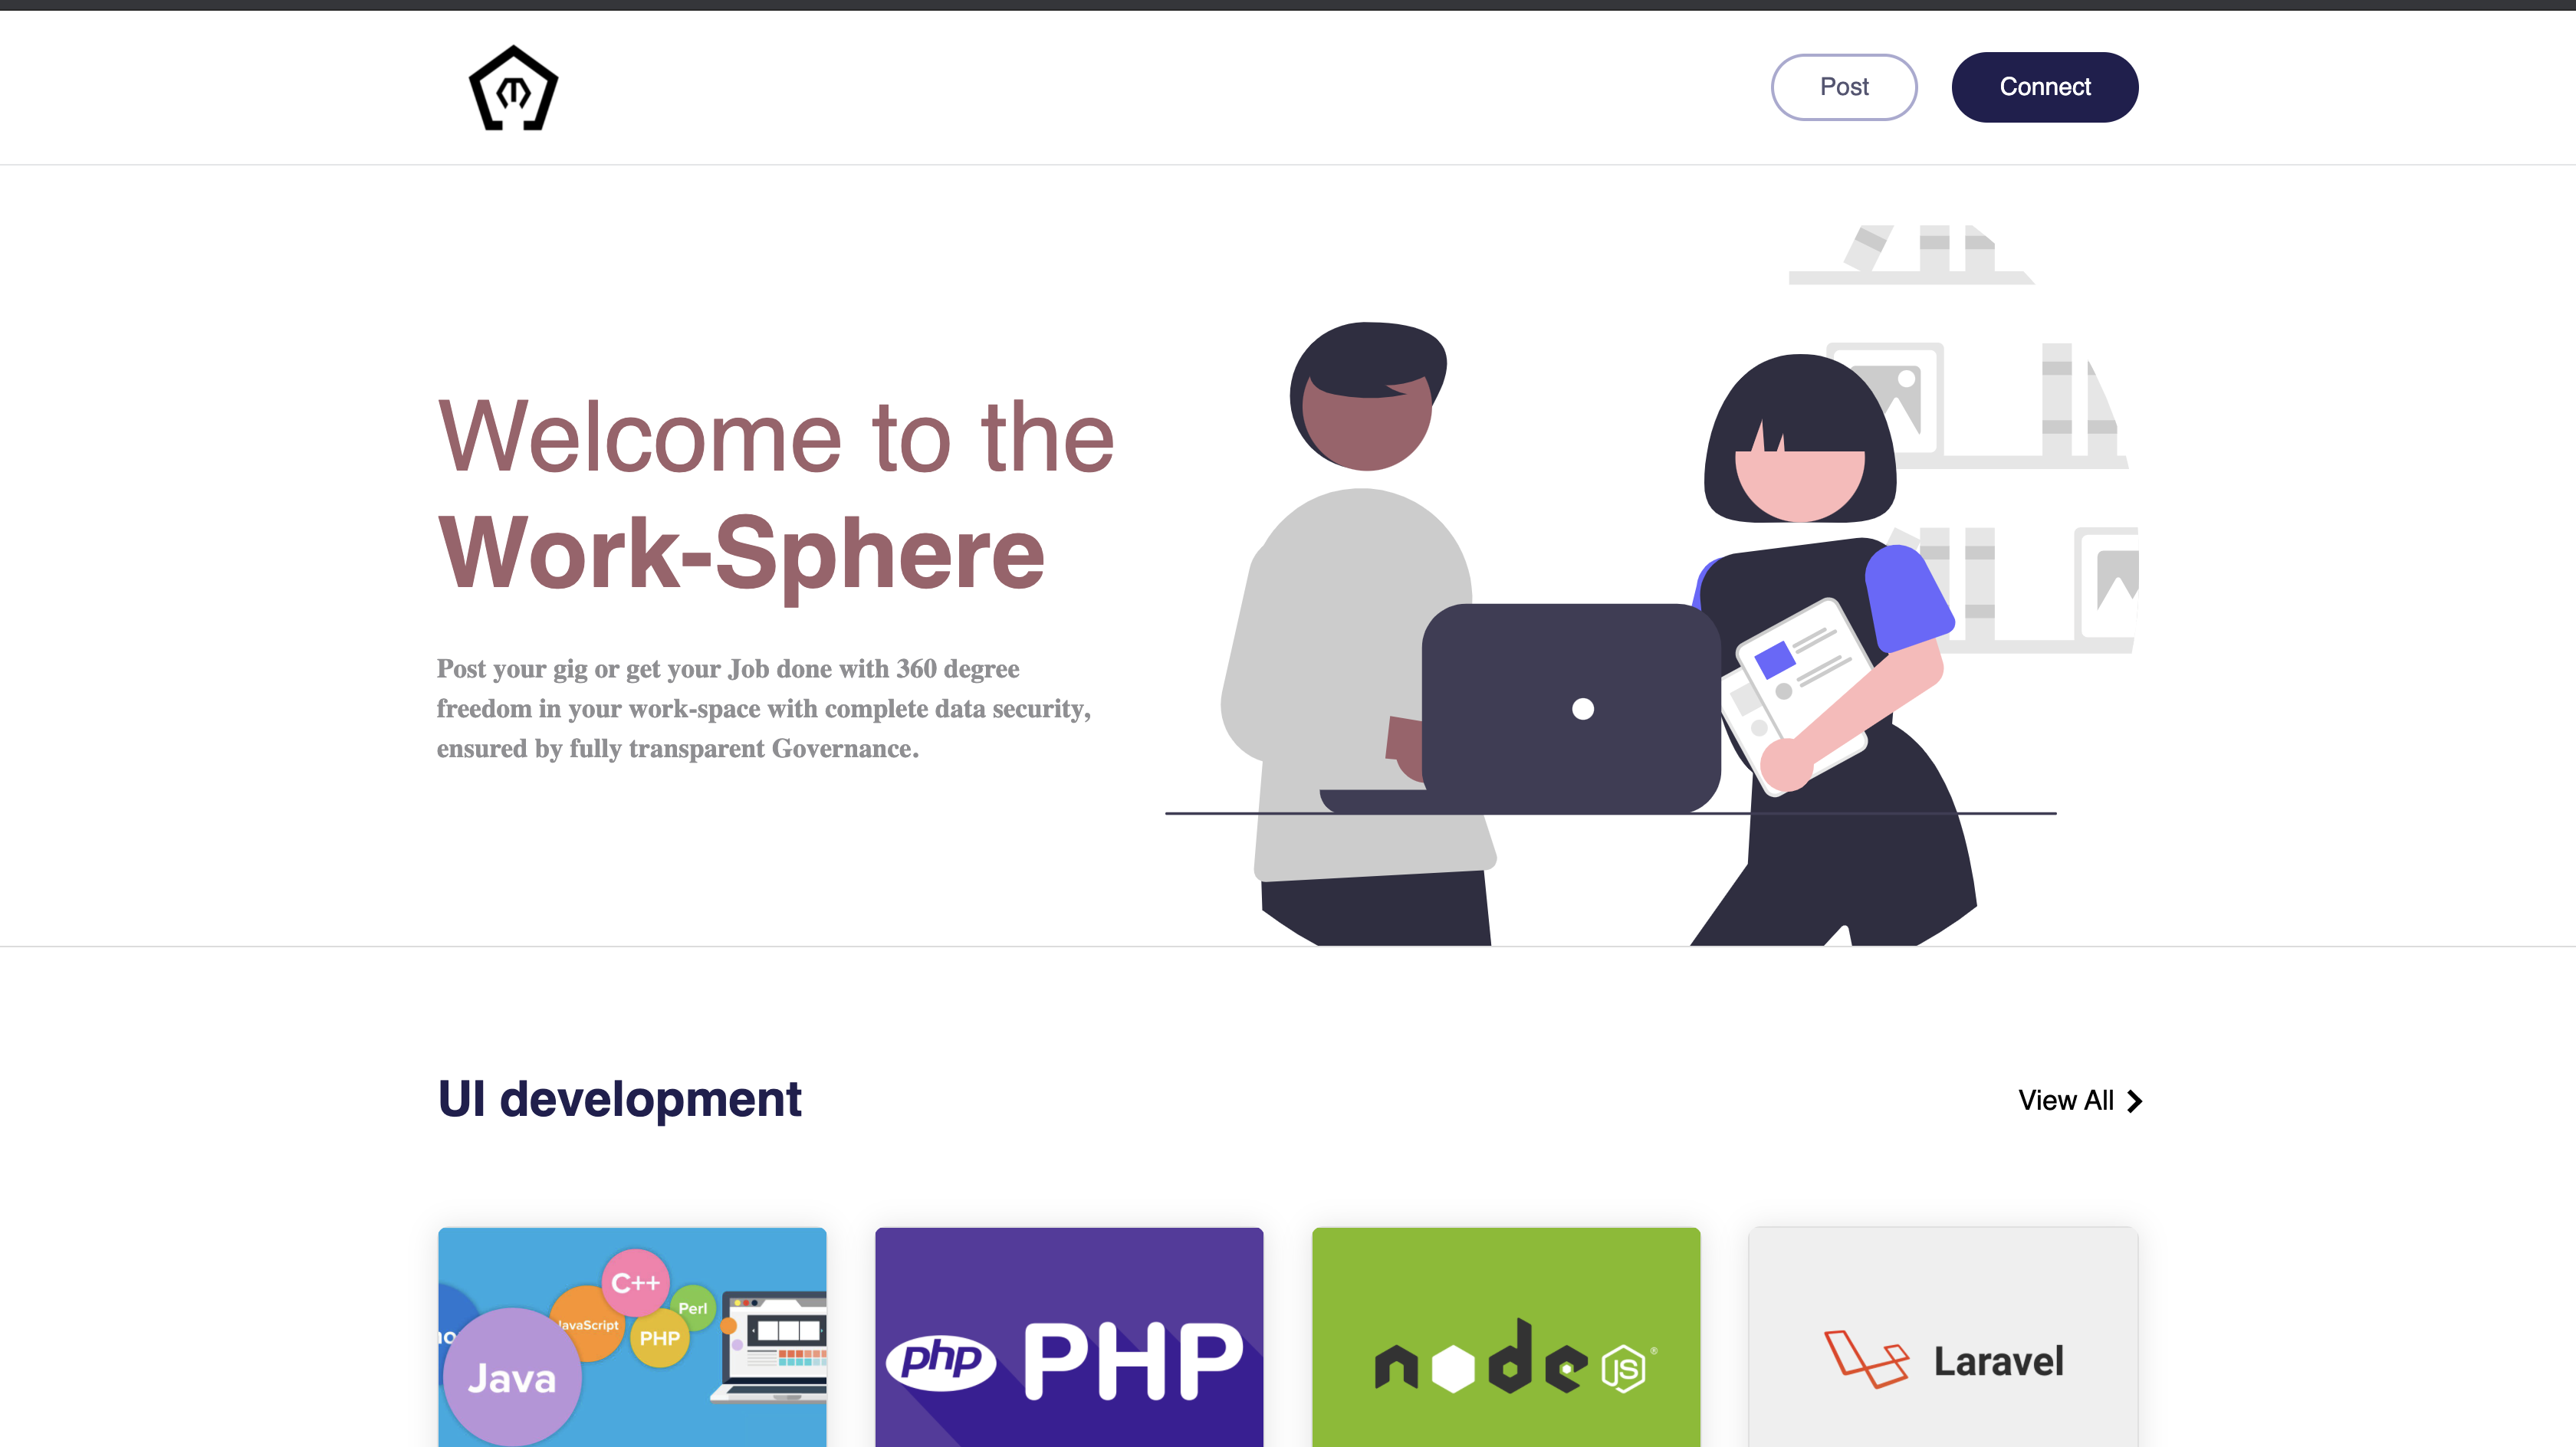 Post
Connect
Welcome to the
Work-Sphere
Post your gig or get your Job done with 360 degree
freedom in your work-space with complete data security,
ensured by fully transparent Governance.
UI development
View All
C++
Perl
JavaScript
PHP
Java
php PHP
node JS ®
Laravel